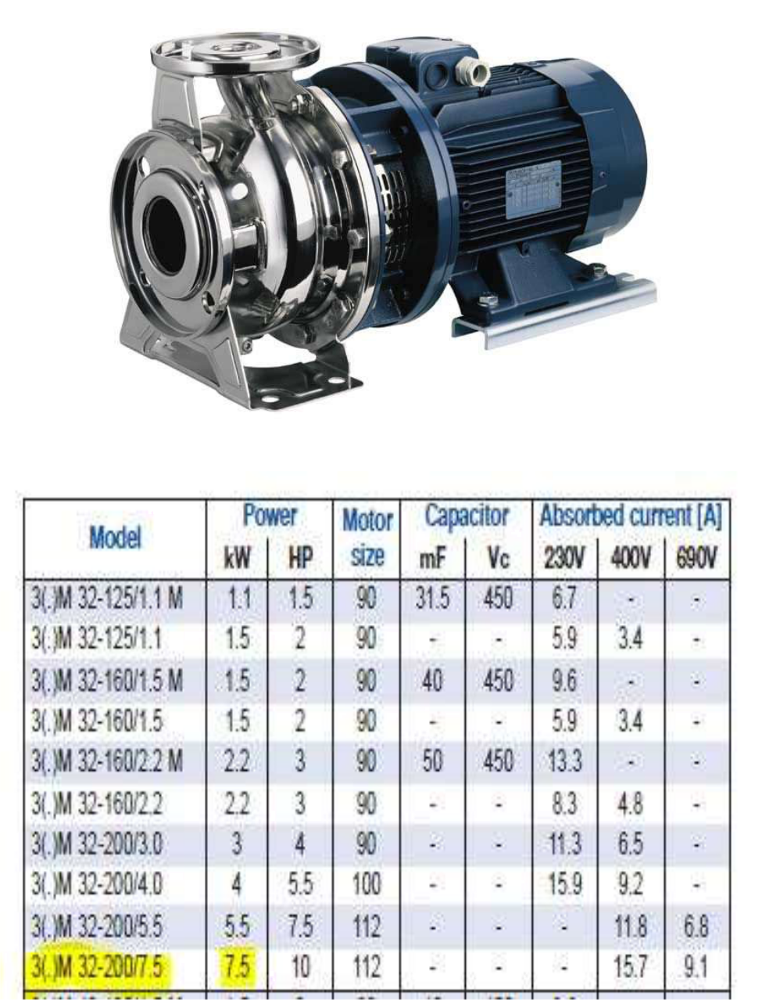 Model Power Motor size Capacitor Absorbed current [A]
kW HP mF Vc 230V 400V 690V
3(.)M 32-125/1.1 M 1.1 1.5 90 31.5 450 6.7 - -
3(.)M 32-125/1.1 1.5 2 90 - - 5.9 3.4 -
3(.)M 32-160/1.5 M 1.5 2 90 40 450 9.6 - -
3(.)M 32-160/1.5 1.5 2 90 - - 5.9 3.4 -
3(.)M 32-160/2.2 M 2.2 3 90 50 450 13.3 - -
3(.)M 32-160/2.2 2.2 3 90 - - 8.3 4.8 -
3(.)M 32-200/3.0 3 4 90 - - 11.3 6.5 -
3(.)M 32-200/4.0 4 5.5 100 - - 15.9 9.2 -
3(.)M 32-200/5.5 5.5 7.5 112 - - - 11.8 6.8
3(.)M 32-200/7.5 7.5 10 112 - - - 15.7 9.1